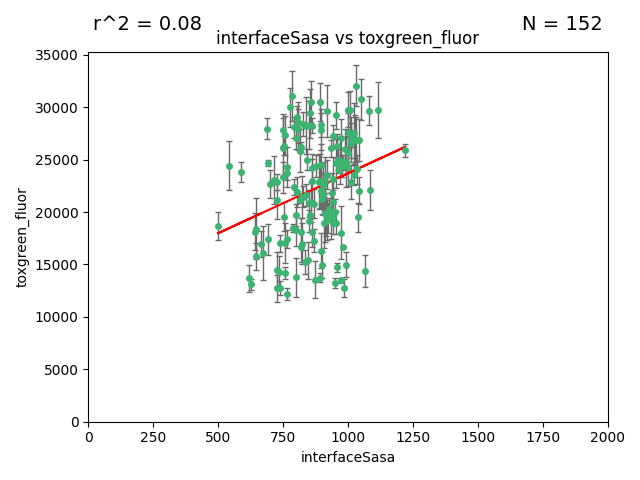 r^2 = 0.08
N = 152
interfaceSasa vs toxgreen_fluor
35000
30000
25000
20000
15000
10000
5000
0
toxgreen_fluor
0 250 500 750 1000 1250 1500 1750 2000
interfaceSasa